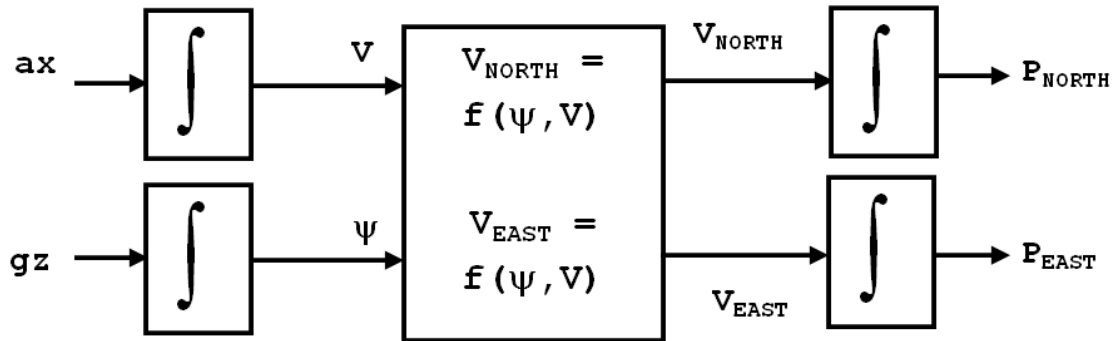 ax
∫
V
V_NORTH =
f(ψ,V)
V_NORTH
∫
P_NORTH
gz
∫
ψ
V_EAST =
f(ψ,V)
V_EAST
∫
P_EAST